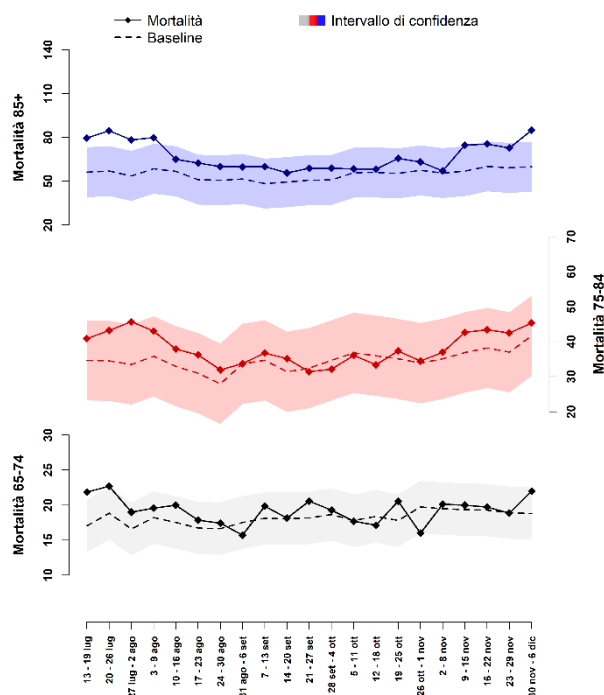 Mortalità
Intervallo di confidenza
Baseline
Mortalità 85+
140
110
80
50
20
Mortalità 75-84
70
60
50
40
30
20
Mortalità 65-74
30
25
20
15
10
13 - 19 lug
20 - 26 lug
27 lug - 2 ago
3 - 9 ago
10 - 16 ago
17 - 23 ago
24 - 30 ago
31 ago - 6 set
7 - 13 set
14 - 20 set
21 - 27 set
28 set - 4 ott
5 - 11 ott
12 - 18 ott
19 - 25 ott
26 ott - 1 nov
2 - 8 nov
9 - 15 nov
16 - 22 nov
23 - 29 nov
30 nov - 6 dic